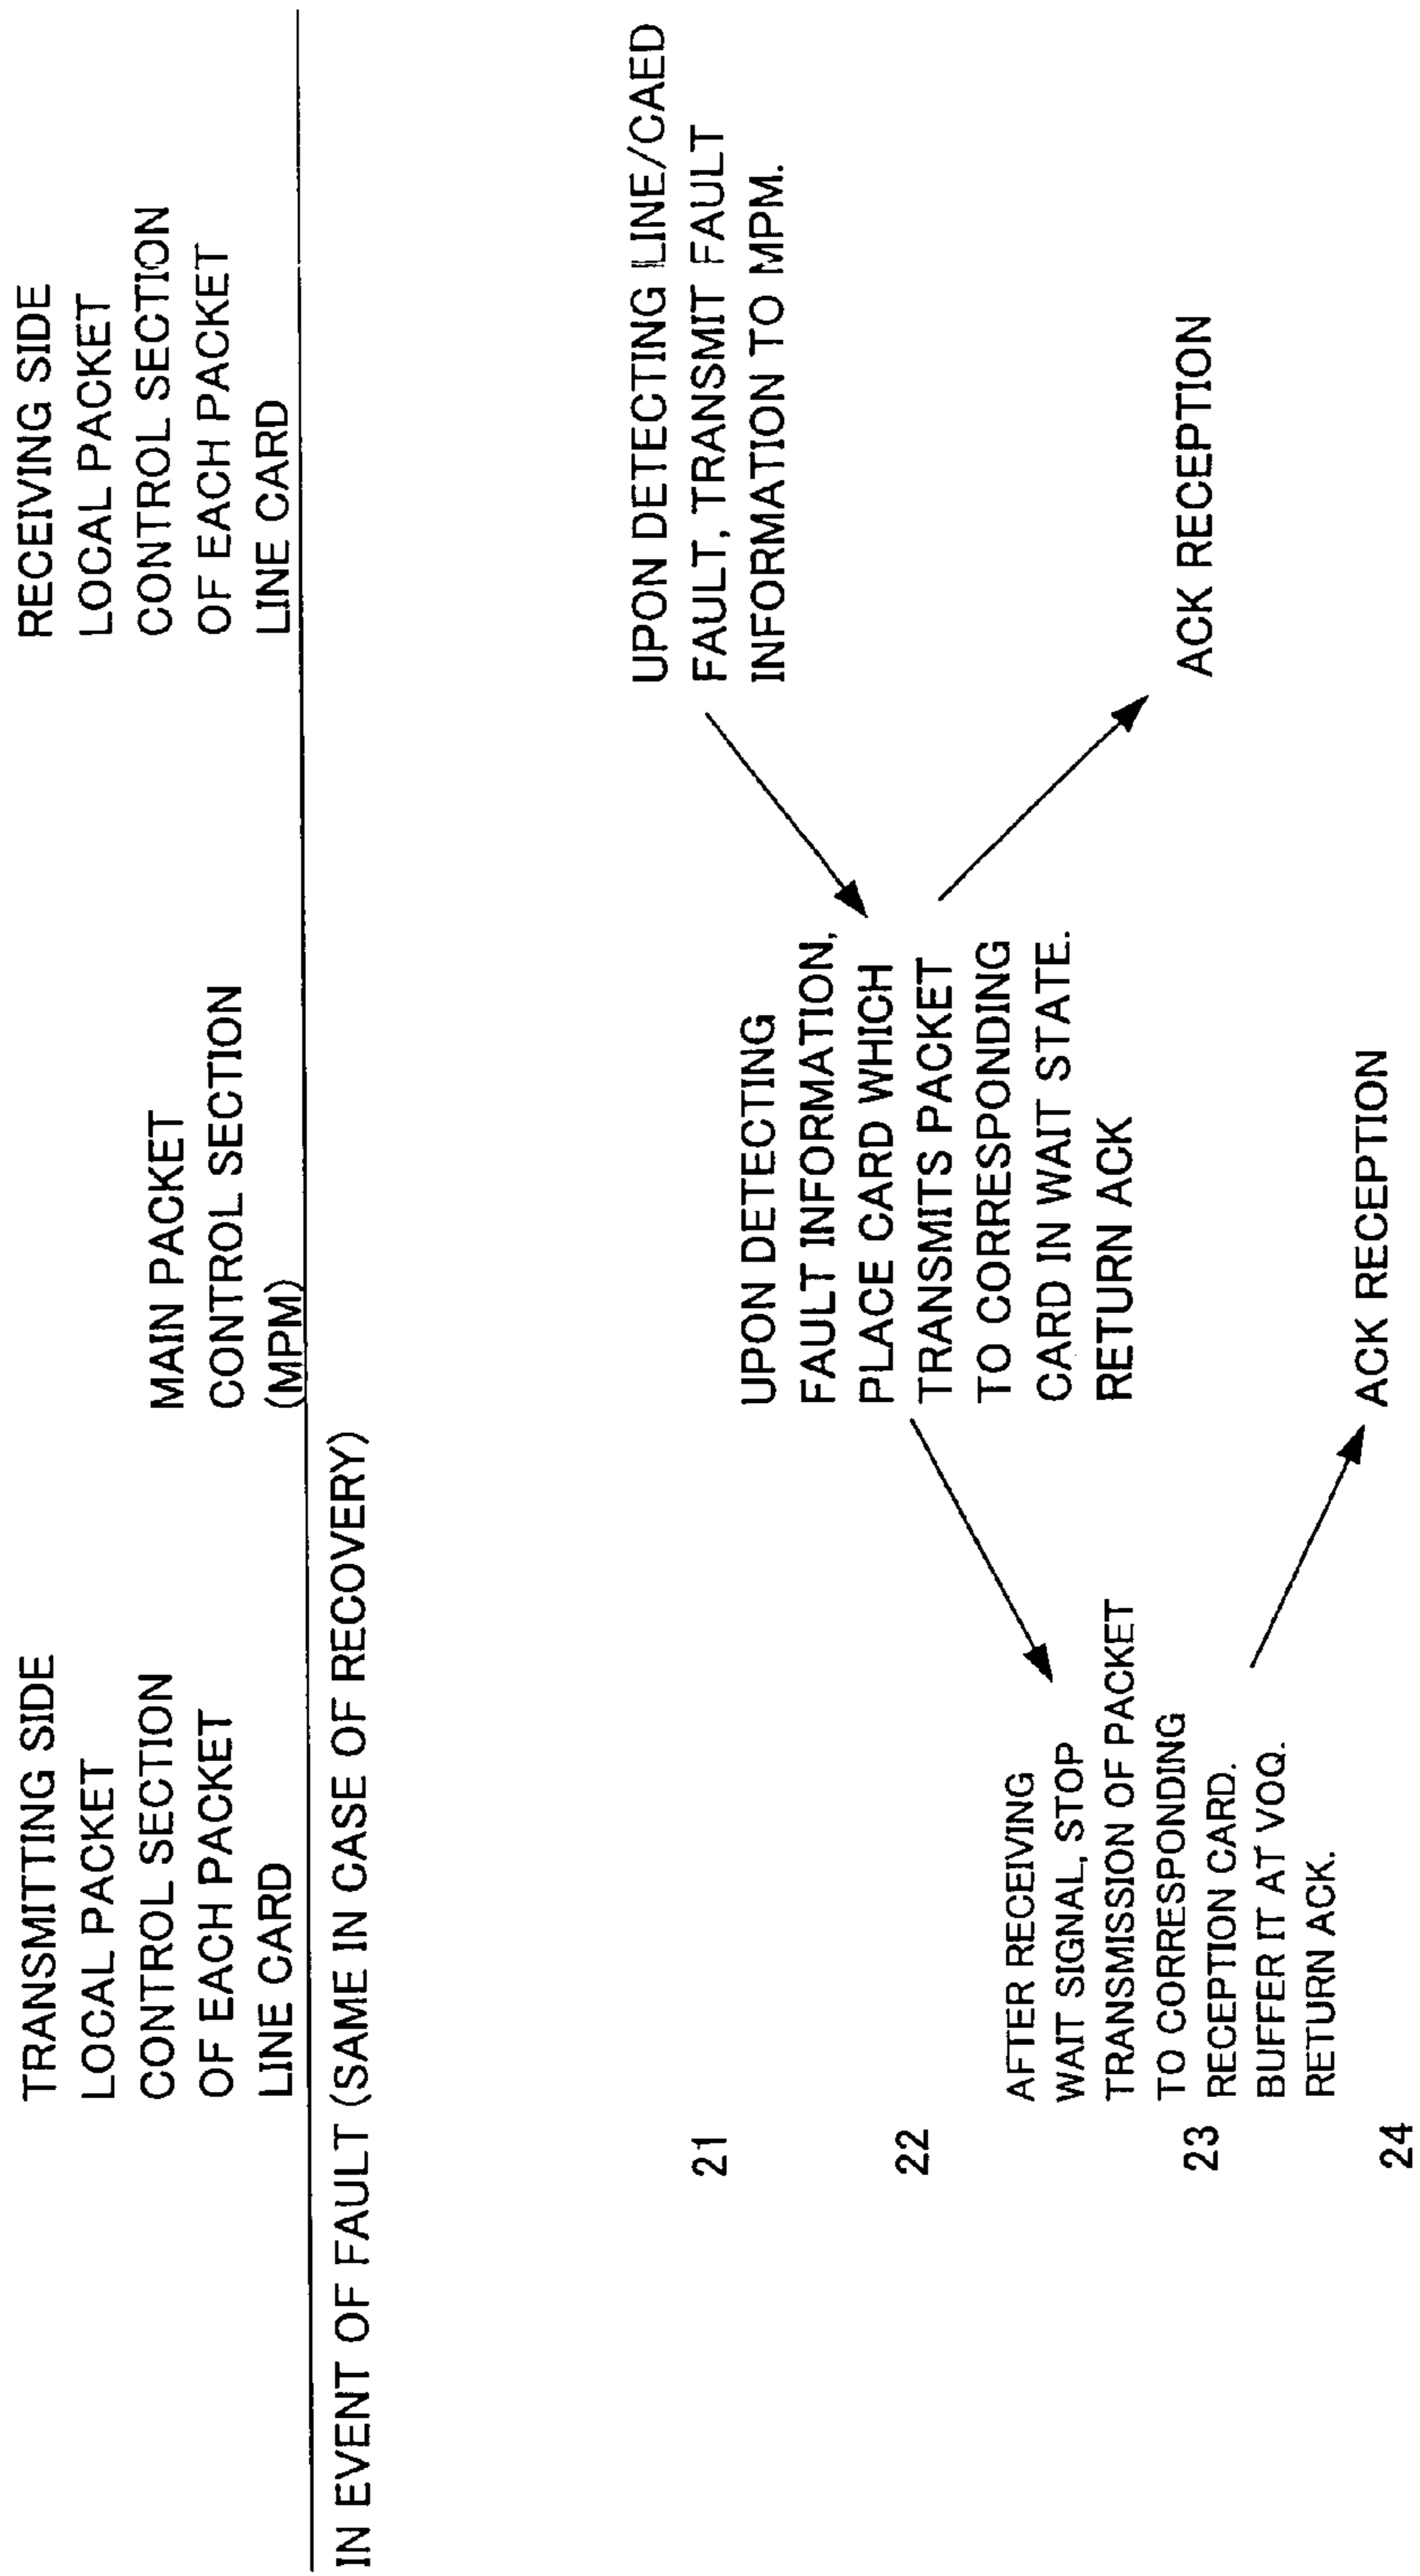 TRANSMITTING SIDE
LOCAL PACKET
CONTROL SECTION
OF EACH PACKET
LINE CARD
MAIN PACKET
CONTROL SECTION
(MPM)
RECEIVING SIDE
LOCAL PACKET
CONTROL SECTION
OF EACH PACKET
LINE CARD
IN EVENT OF FAULT (SAME IN CASE OF RECOVERY)
21
UPON DETECTING LINE/CAED
FAULT, TRANSMIT FAULT
INFORMATION TO MPM.
22
UPON DETECTING
FAULT INFORMATION,
PLACE CARD WHICH
TRANSMITS PACKET
TO CORRESPONDING
CARD IN WAIT STATE.
RETURN ACK
23
AFTER RECEIVING
WAIT SIGNAL, STOP
TRANSMISSION OF PACKET
TO CORRESPONDING
RECEPTION CARD.
BUFFER IT AT VOQ.
RETURN ACK.
ACK RECEPTION
24
ACK RECEPTION